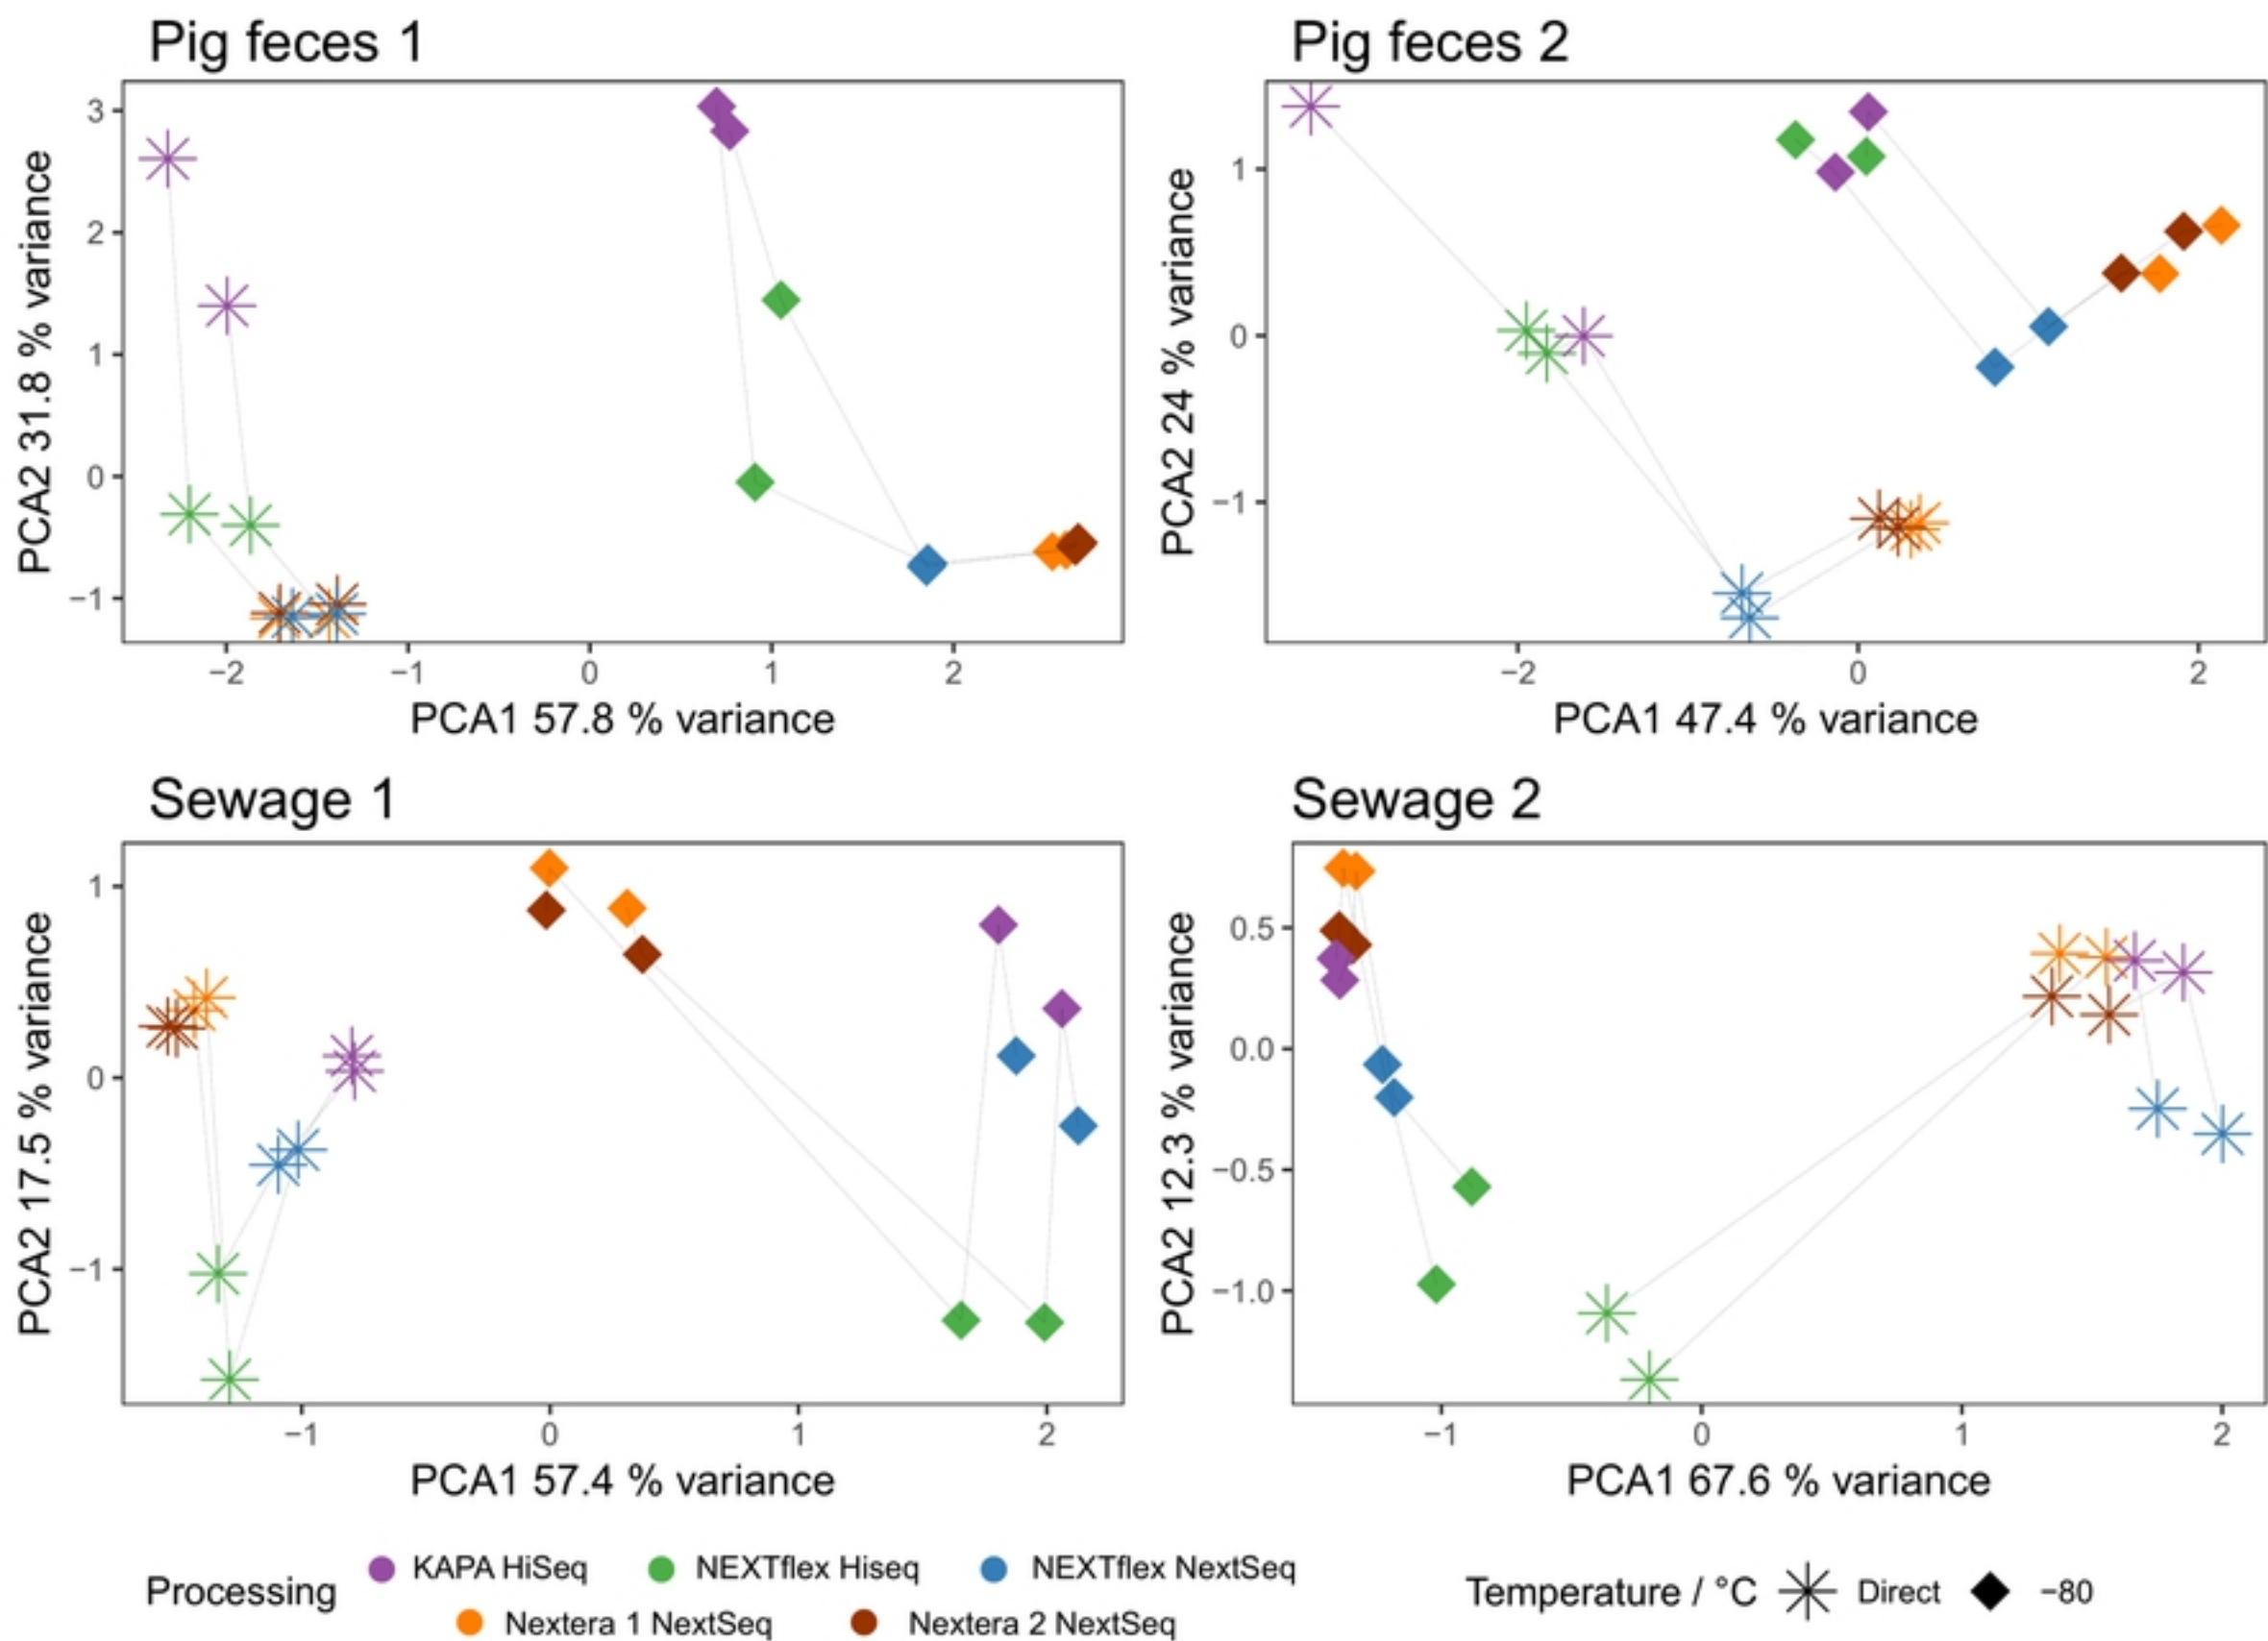 Pig feces 1
PCA2 31.8 % variance
3
2
1
0
−1
−2
−1
0
1
2
PCA1 57.8 % variance
Pig feces 2
PCA2 24 % variance
1
0
−1
−2
0
2
PCA1 47.4 % variance
Sewage 1
PCA2 17.5 % variance
1
0
−1
−1
0
1
2
PCA1 57.4 % variance
Sewage 2
PCA2 12.3 % variance
0.5
0.0
−0.5
−1.0
−1
0
1
2
PCA1 67.6 % variance
Processing
KAPA HiSeq
NEXTflex Hiseq
NEXTflex NextSeq
Nextera 1 NextSeq
Nextera 2 NextSeq
Temperature / °C
Direct
−80